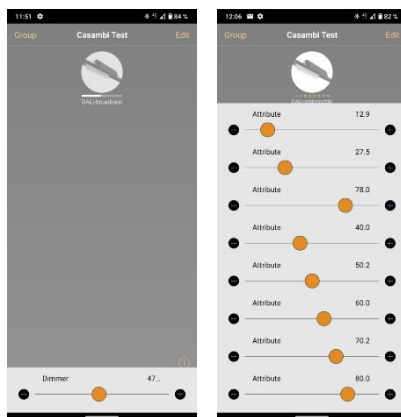 11:51 84 %
Group Casambi Test Edit
DALI-broadcast
?
Dimmer 47..
12:06 82 %
Group Casambi Test Edit
Attribute 12.9
Attribute 27.5
Attribute 78.0
Attribute 40.0
Attribute 50.2
Attribute 60.0
Attribute 70.2
Attribute 80.0